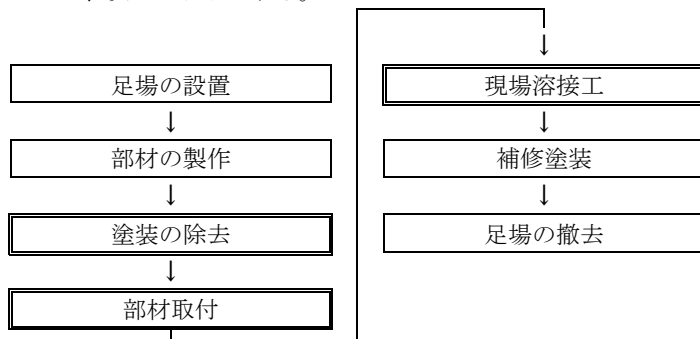 足場の設置
↓
部材の製作
↓
塗装の除去
↓
部材取付
↓
現場溶接工
↓
補修塗装
↓
足場の撤去